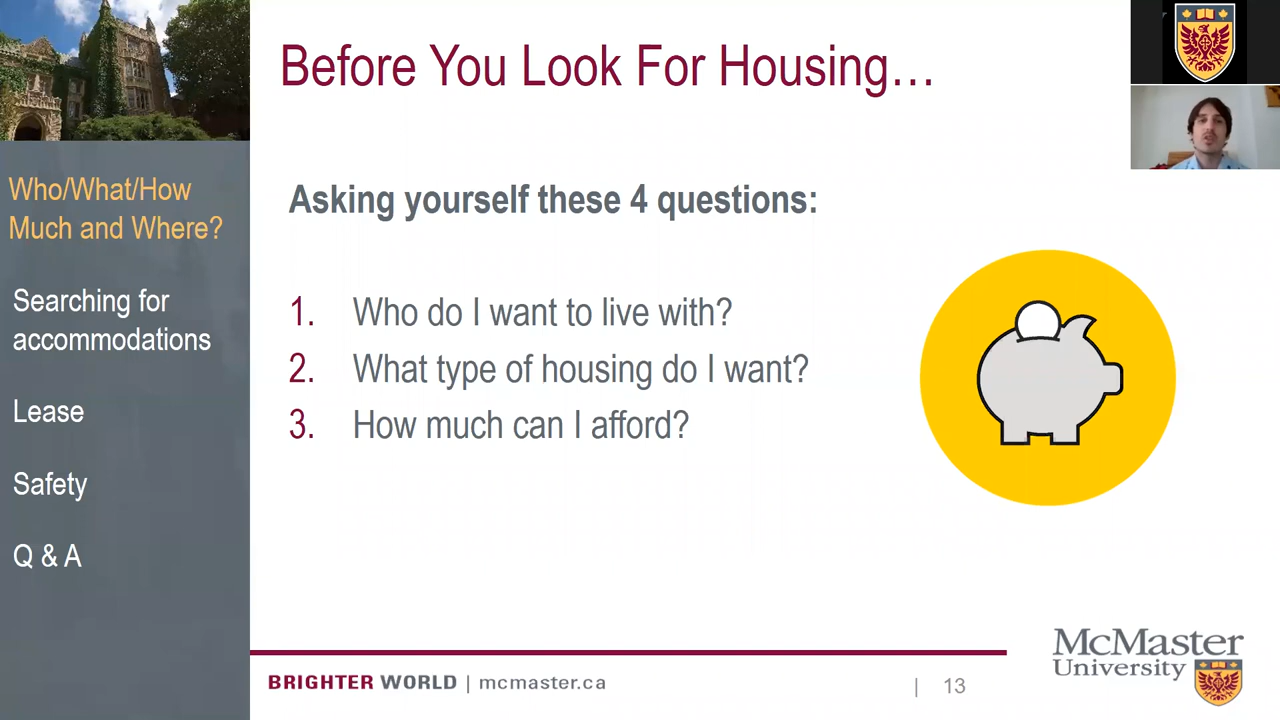 Before You Look For Housing…
Who/What/How
Much and Where?
Searching for
accommodations
Lease
Safety
Q & A
Asking yourself these 4 questions:
1. Who do I want to live with?
2. What type of housing do I want?
3. How much can I afford?
BRIGHTER WORLD | mcmaster.ca
| 13
McMaster
University